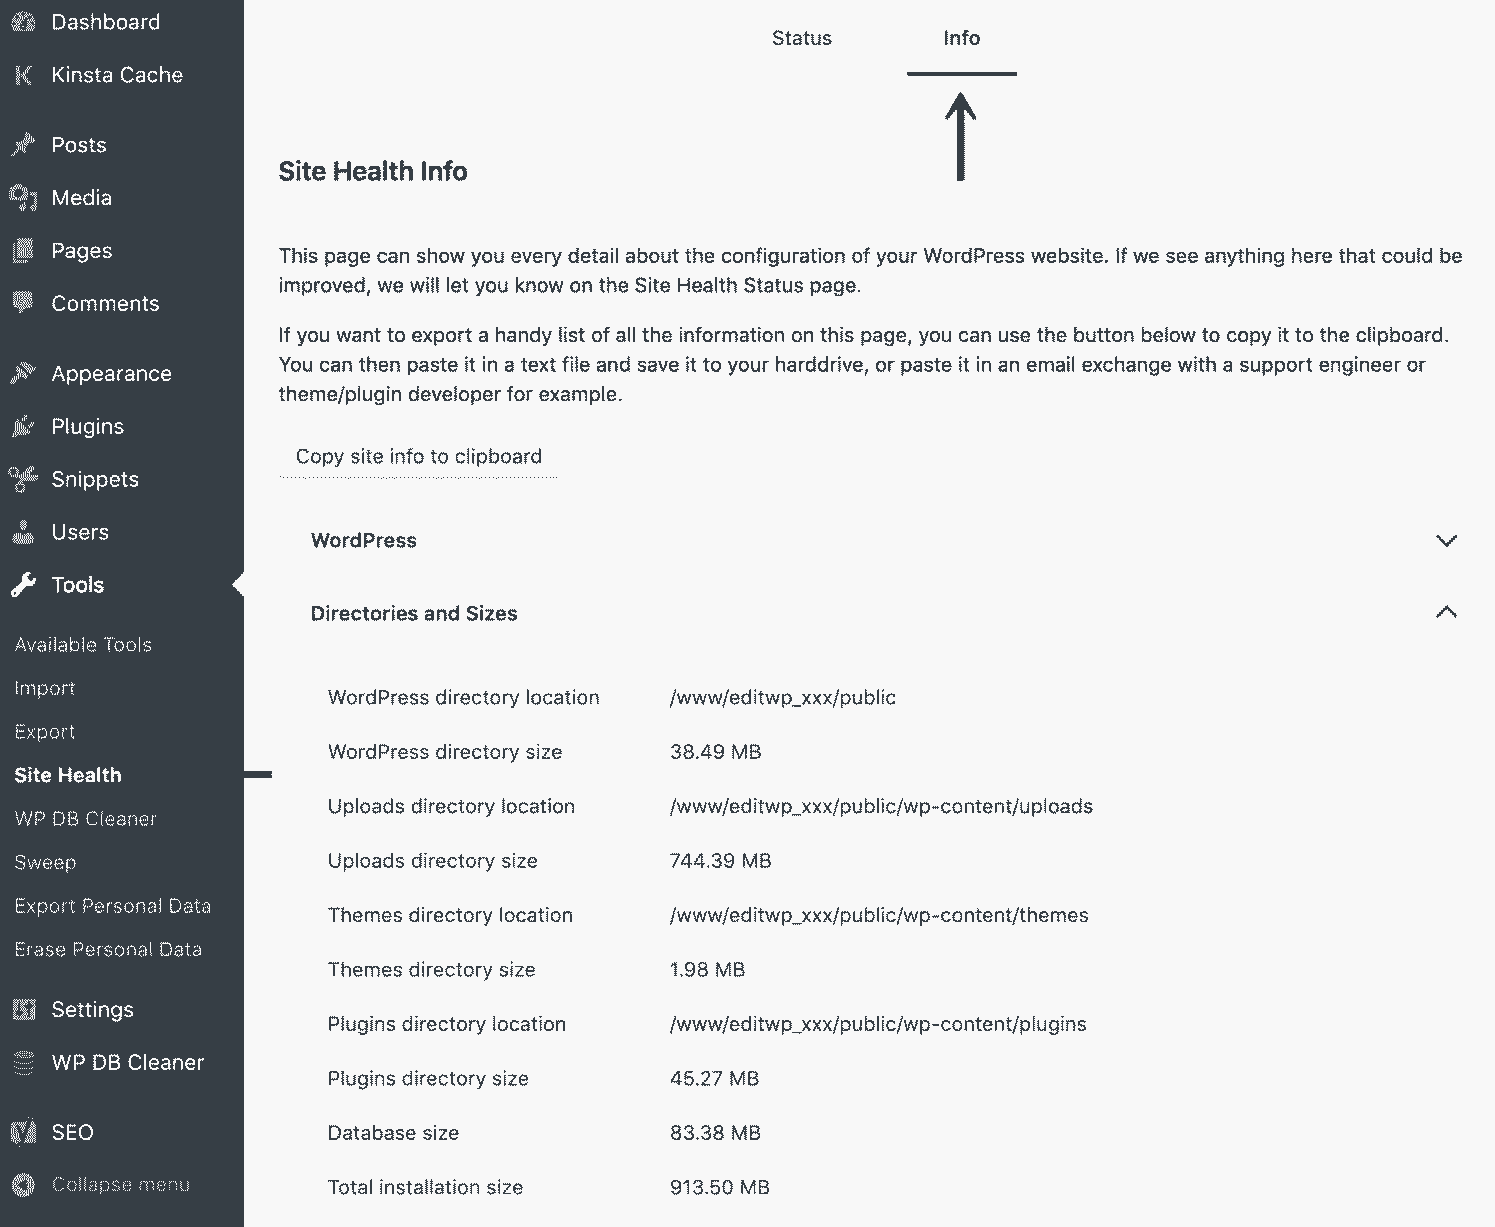 Dashboard
Kinsta Cache
Posts
Media
Pages
Comments
Appearance
Plugins
Snippets
Users
Tools
Available Tools
Import
Export
Site Health
WP DB Cleaner
Sweep
Export Personal Data
Erase Personal Data
Settings
WP DB Cleaner
SEO
Collapse menu
Status Info
Site Health Info
This page can show you every detail about the configuration of your WordPress website. If we see anything here that could be
improved, we will let you know on the Site Health Status page.
If you want to export a handy list of all the information on this page, you can use the button below to copy it to the clipboard.
You can then paste it in a text file and save it to your harddrive, or paste it in an email exchange with a support engineer or
theme/plugin developer for example.
Copy site info to clipboard
WordPress
Directories and Sizes
WordPress directory location /www/editwp_xxx/public
WordPress directory size 38.49 MB
Uploads directory location /www/editwp_xxx/public/wp-content/uploads
Uploads directory size 744.39 MB
Themes directory location /www/editwp_xxx/public/wp-content/themes
Themes directory size 1.98 MB
Plugins directory location /www/editwp_xxx/public/wp-content/plugins
Plugins directory size 45.27 MB
Database size 83.38 MB
Total installation size 913.50 MB